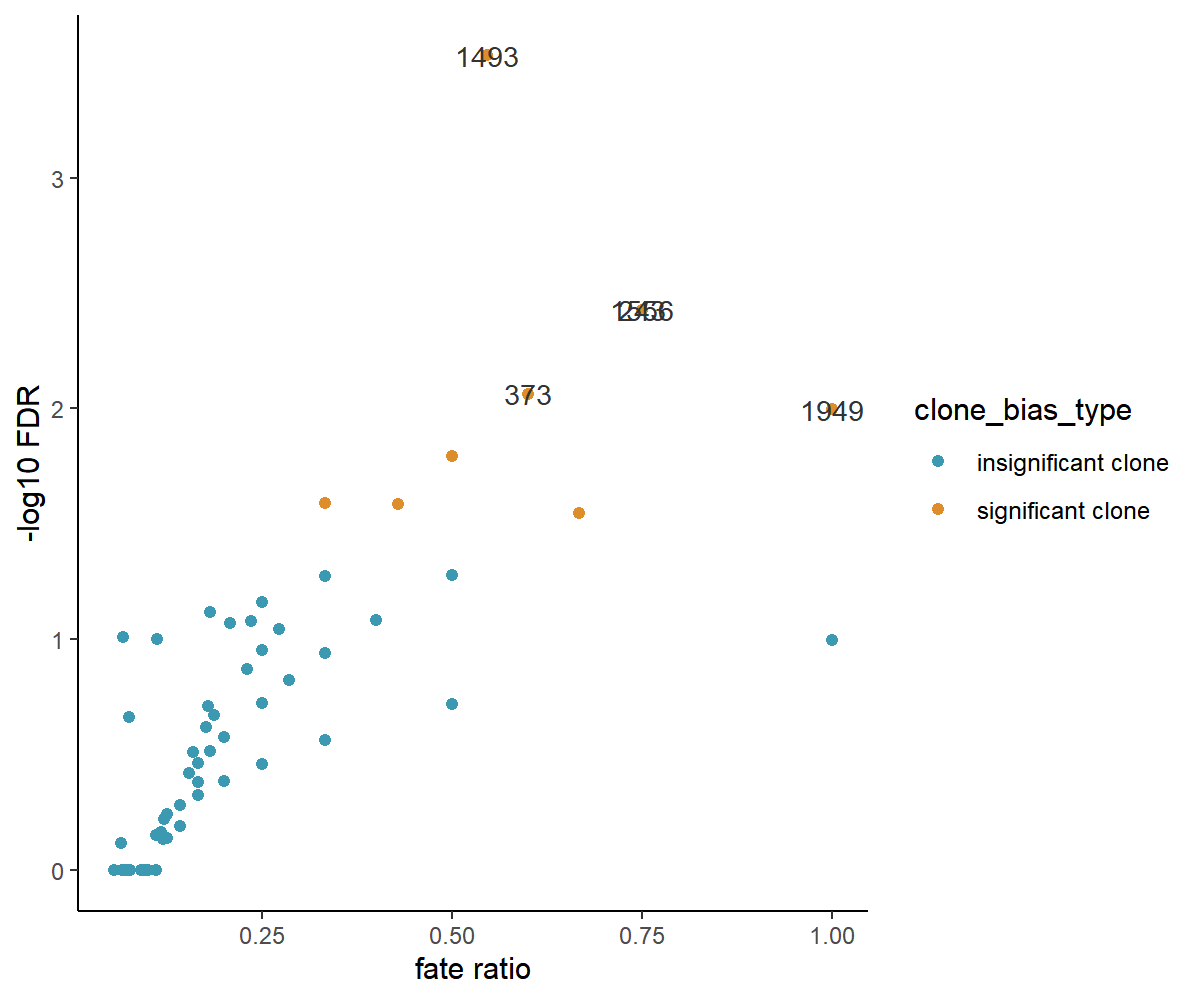 1493
3
373
2
1949
clone_bias_type
insignificant clone
significant clone
-log10 FDR
1
0
0.25
0.50
0.75
1.00
fate ratio